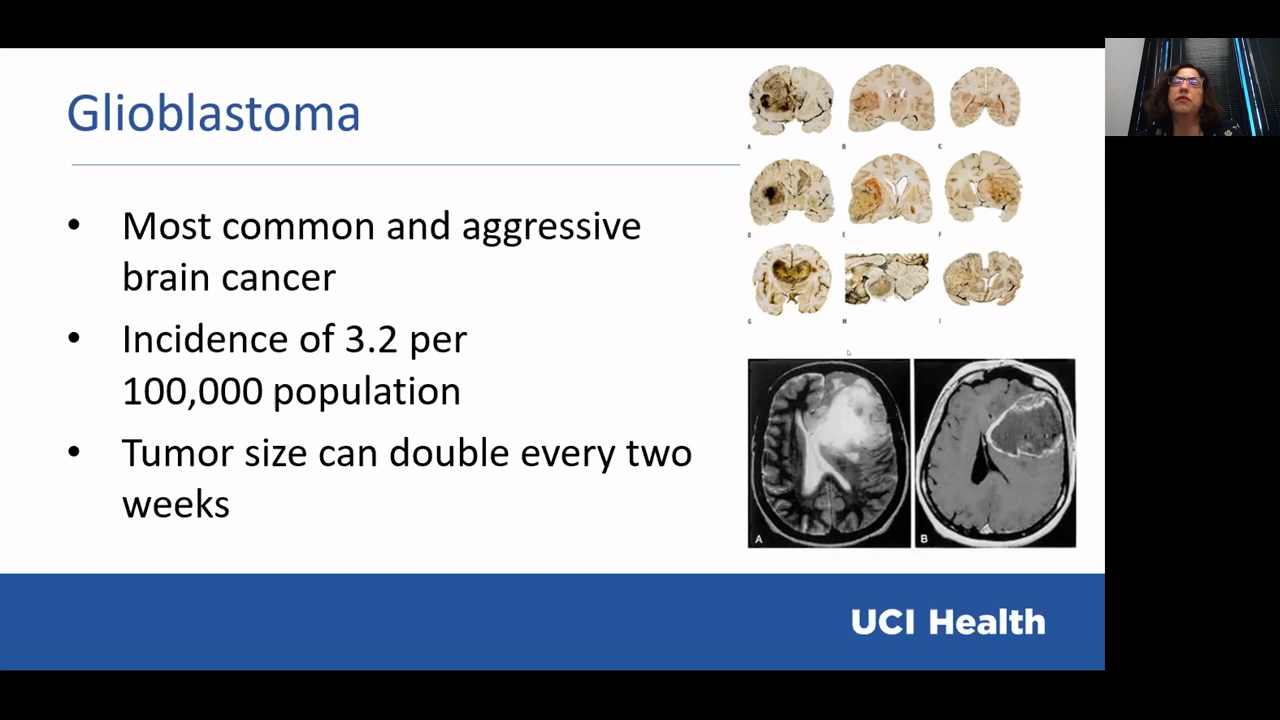 Glioblastoma
• Most common and aggressive
brain cancer
• Incidence of 3.2 per
100,000 population
• Tumor size can double every two
weeks
A B C
D E F
G H I
A B
UCI Health